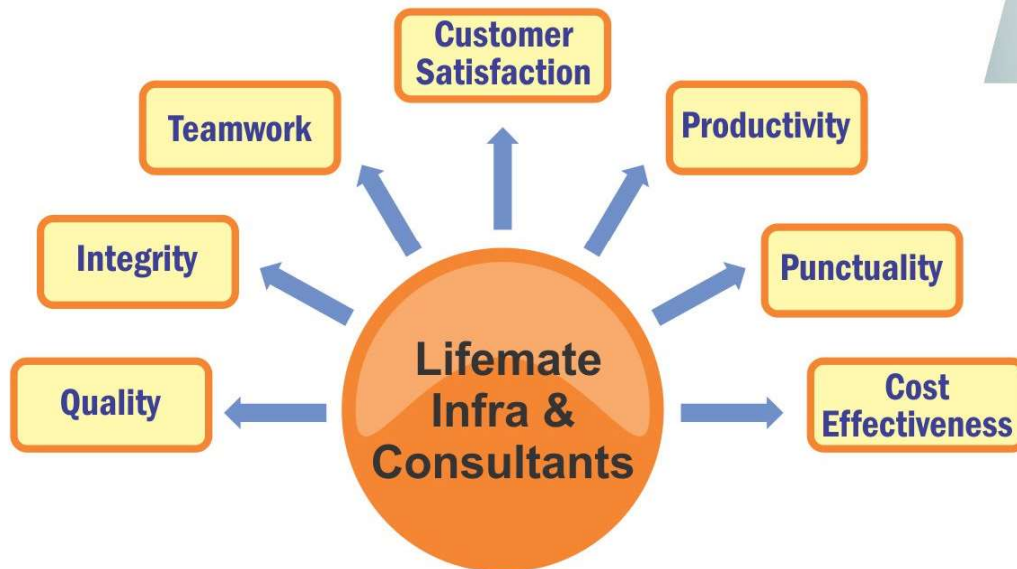 Customer
Satisfaction
Teamwork
Productivity
Integrity
Punctuality
Quality
Lifemate
Infra &
Consultants
Cost
Effectiveness